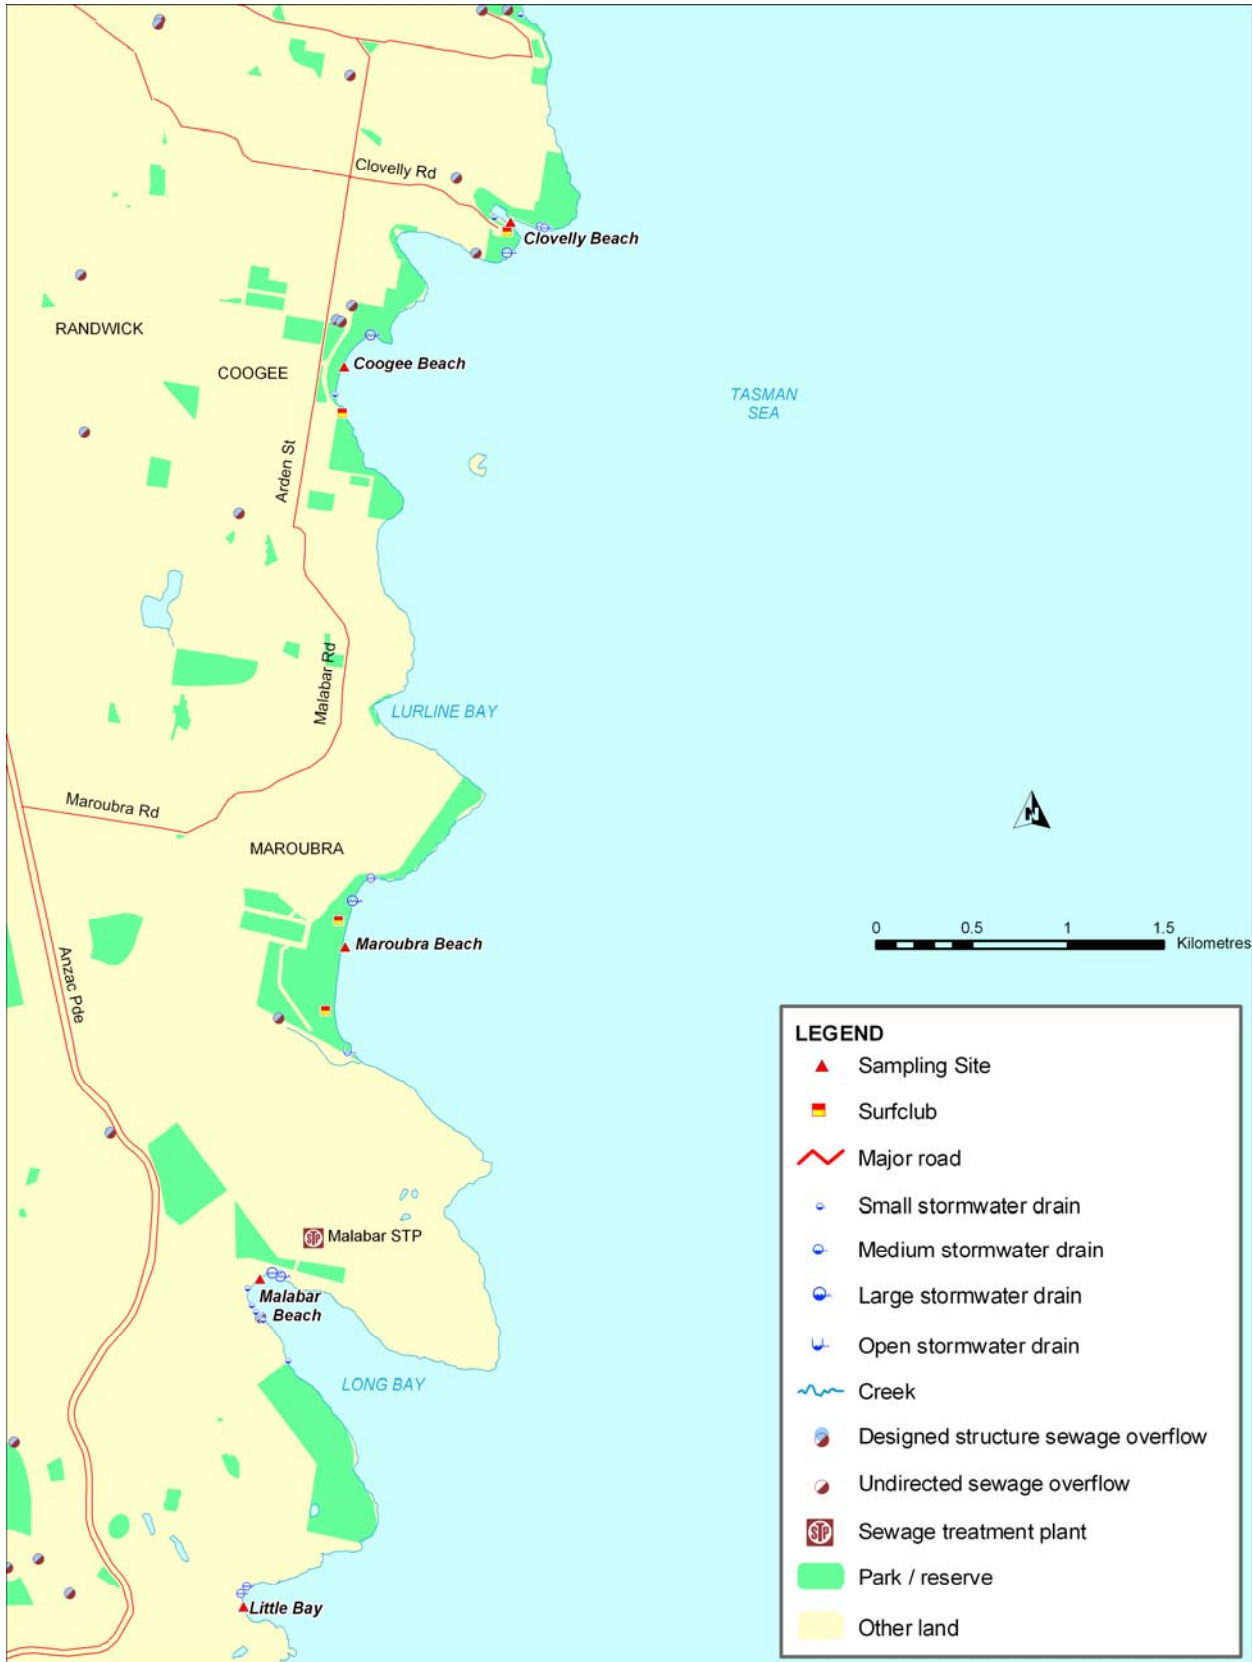 Clovelly Rd
Clovelly Beach
RANDWICK
COOGEE
Coogee Beach
TASMAN
SEA
Arden St
Malabar Rd
LURLINE BAY
Maroubra Rd
N
MAROUBRA
0 0.5 1 1.5
Kilometres
Maroubra Beach
Anzac Pde
STP
Malabar STP
Malabar
Beach
LONG BAY
Little Bay
LEGEND
Sampling Site
Surfclub
Major road
Small stormwater drain
Medium stormwater drain
Large stormwater drain
Open stormwater drain
Creek
Designed structure sewage overflow
Undirected sewage overflow
STP Sewage treatment plant
Park / reserve
Other land